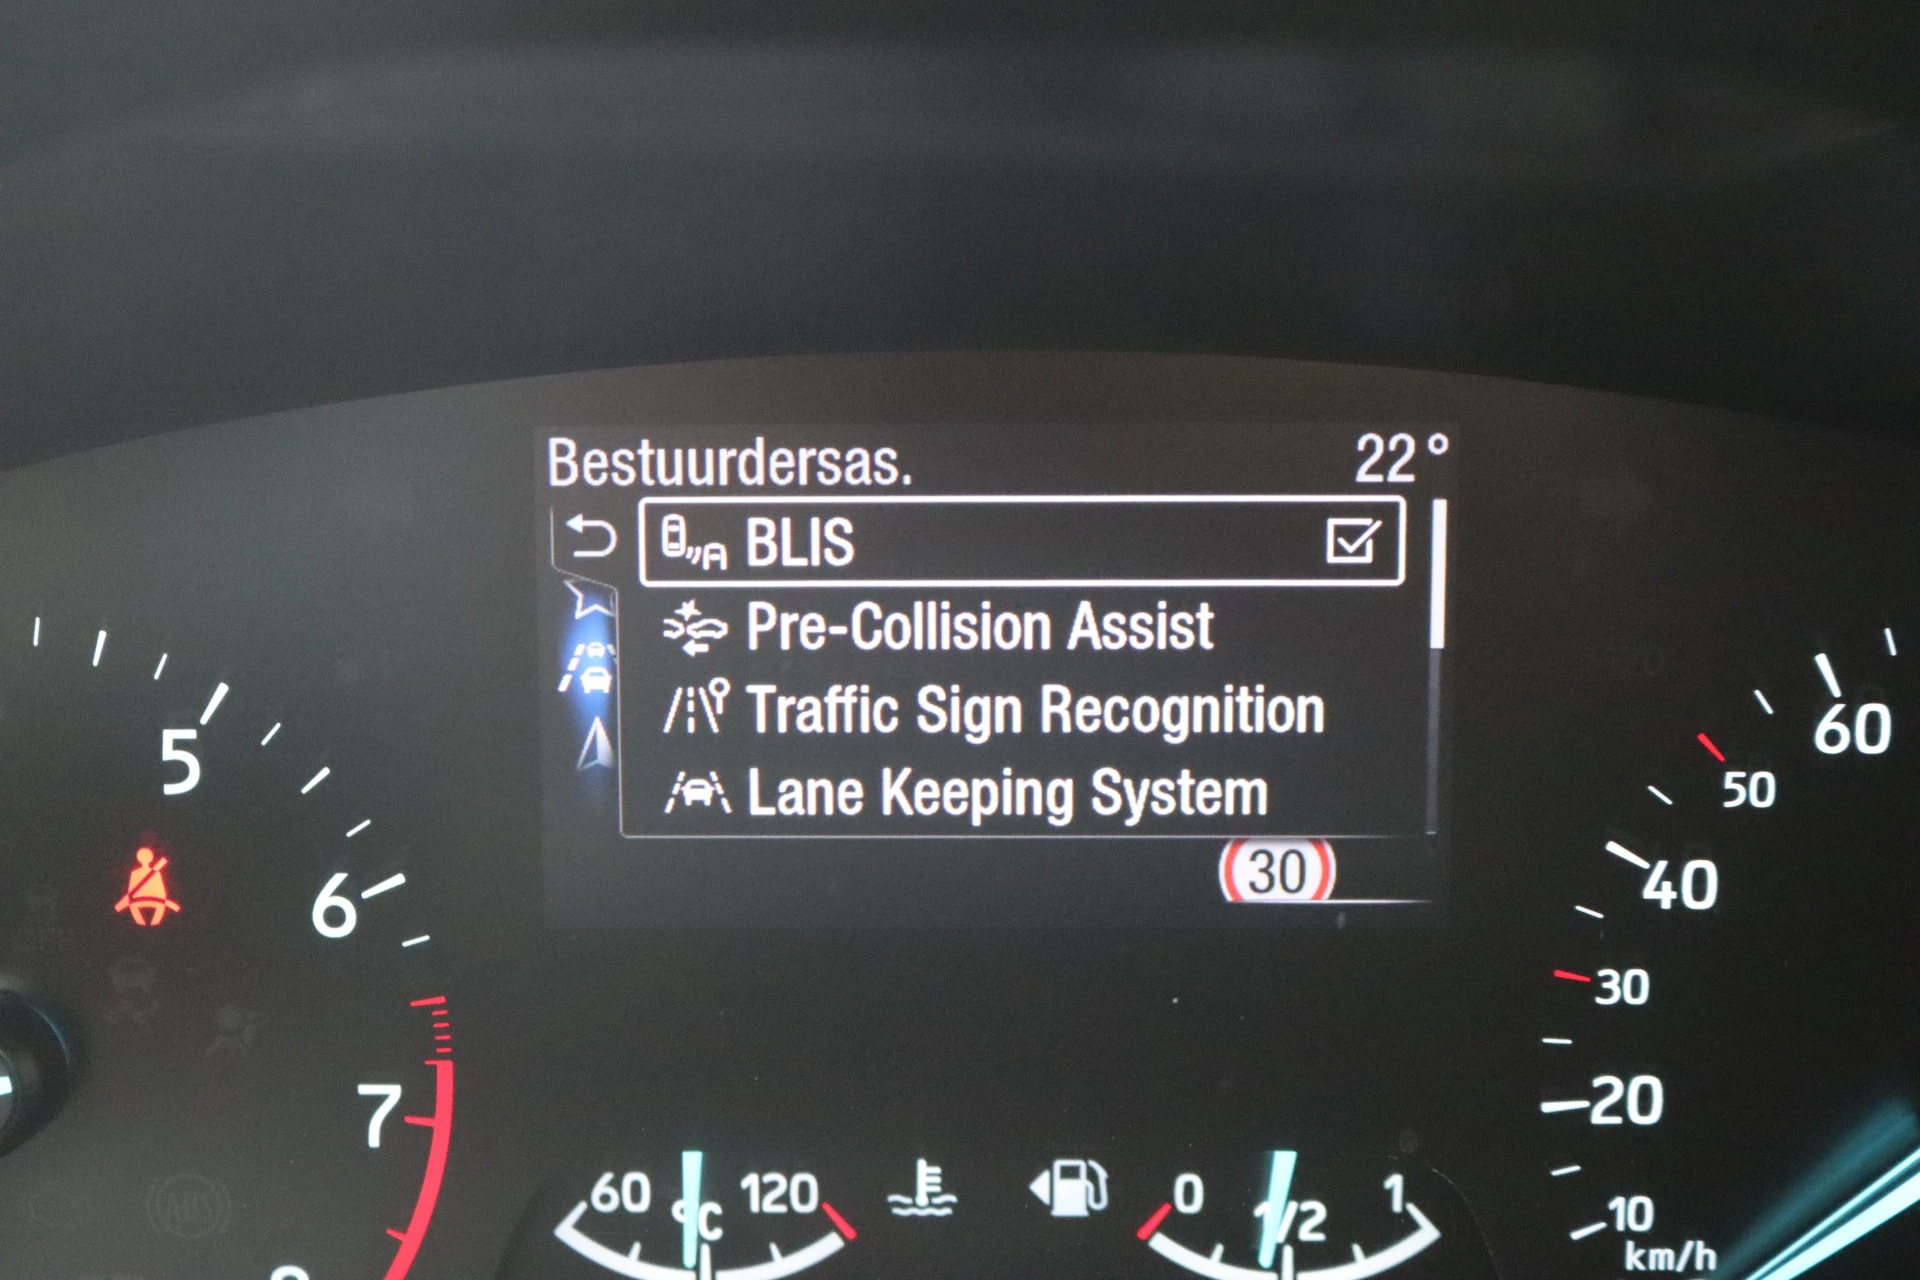 Bestuurdersas. 22°
BLIS
Pre-Collision Assist
Traffic Sign Recognition
Lane Keeping System
30
5
6
7
60
50
40
30
20
10
km/h
60 °C 120
0 1/2 1
ABS